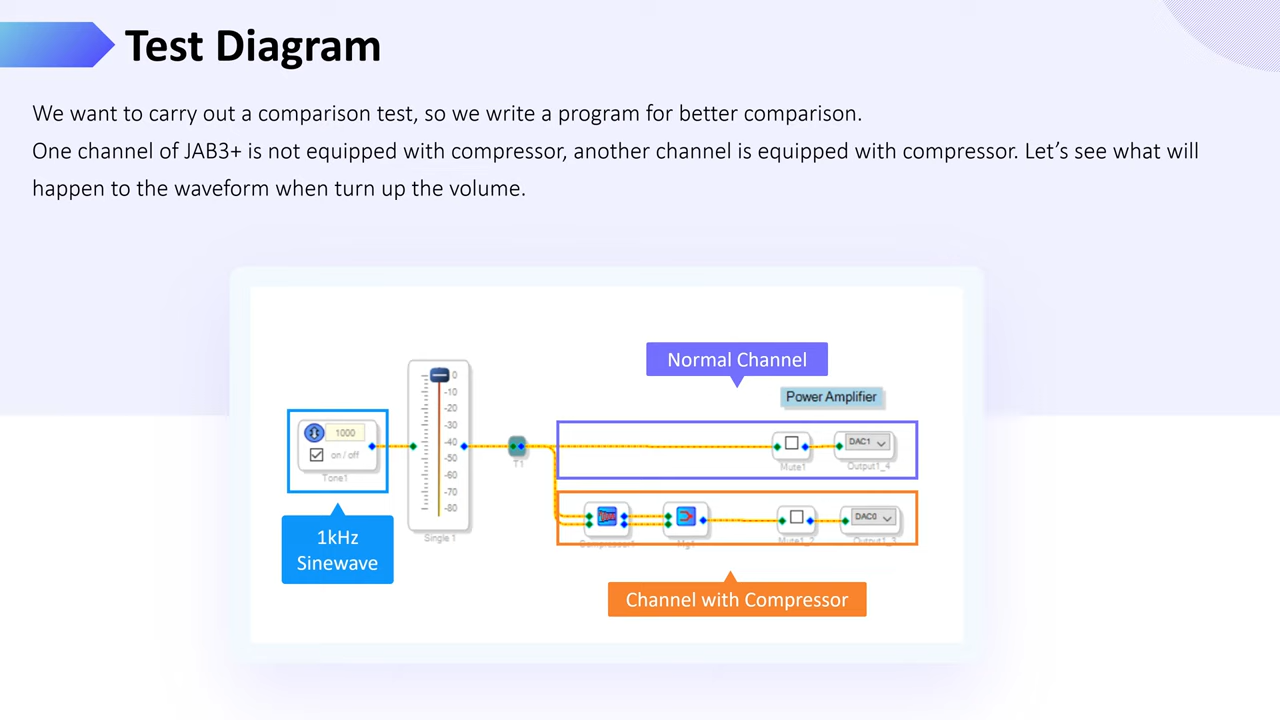 Test Diagram
We want to carry out a comparison test, so we write a program for better comparison.
One channel of JAB3+ is not equipped with compressor, another channel is equipped with compressor. Let’s see what will
happen to the waveform when turn up the volume.
Normal Channel
Power Amplifier
0
-10
-20
-30
-40
-50
-60
-70
-80
1000
on / off
Tone1
Single 1
T1
Mute1
DAC1
Output1_4
Mute1_2
DAC0
Output1_3
1kHz
Sinewave
Channel with Compressor